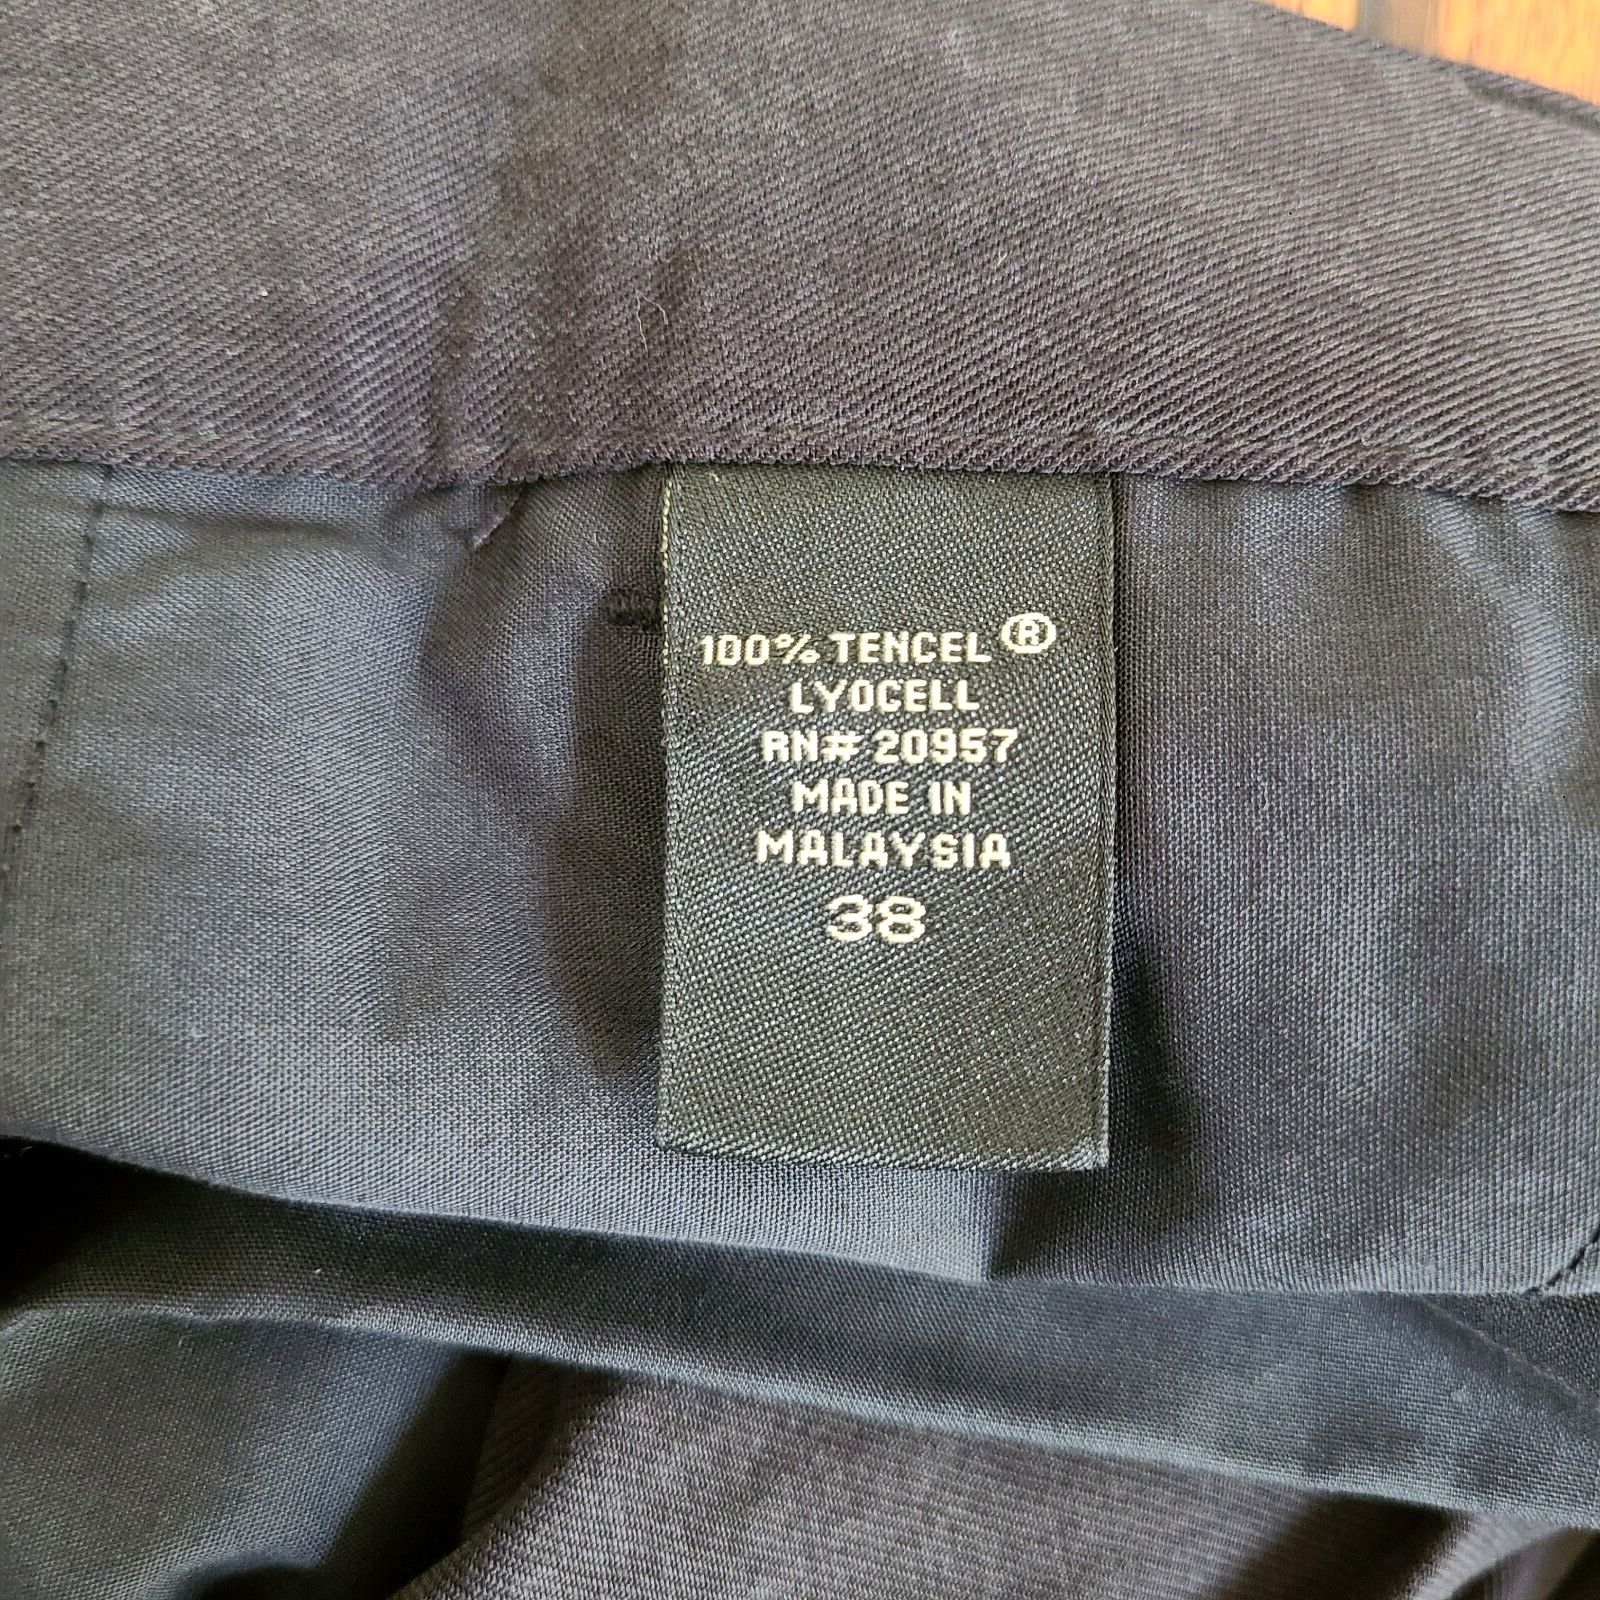 100% TENCEL ®
LYOCELL
RN# 20957
MADE IN
MALAYSIA
38